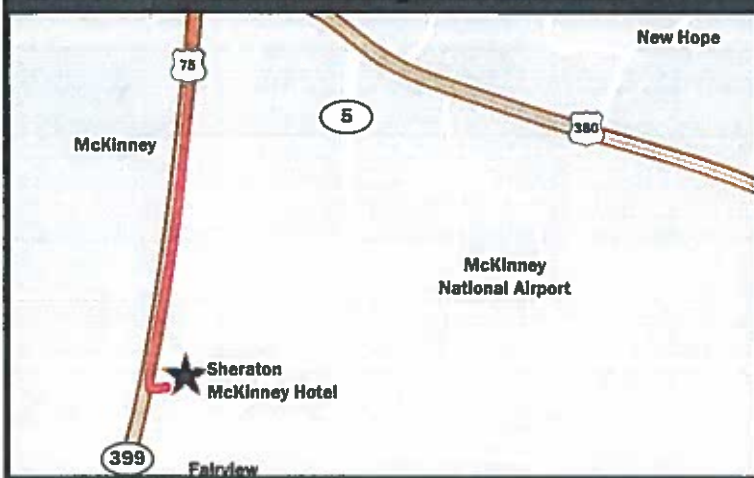 New Hope
75
5
380
McKinney
McKinney
National Airport
Sheraton
McKinney Hotel
399
Fairview